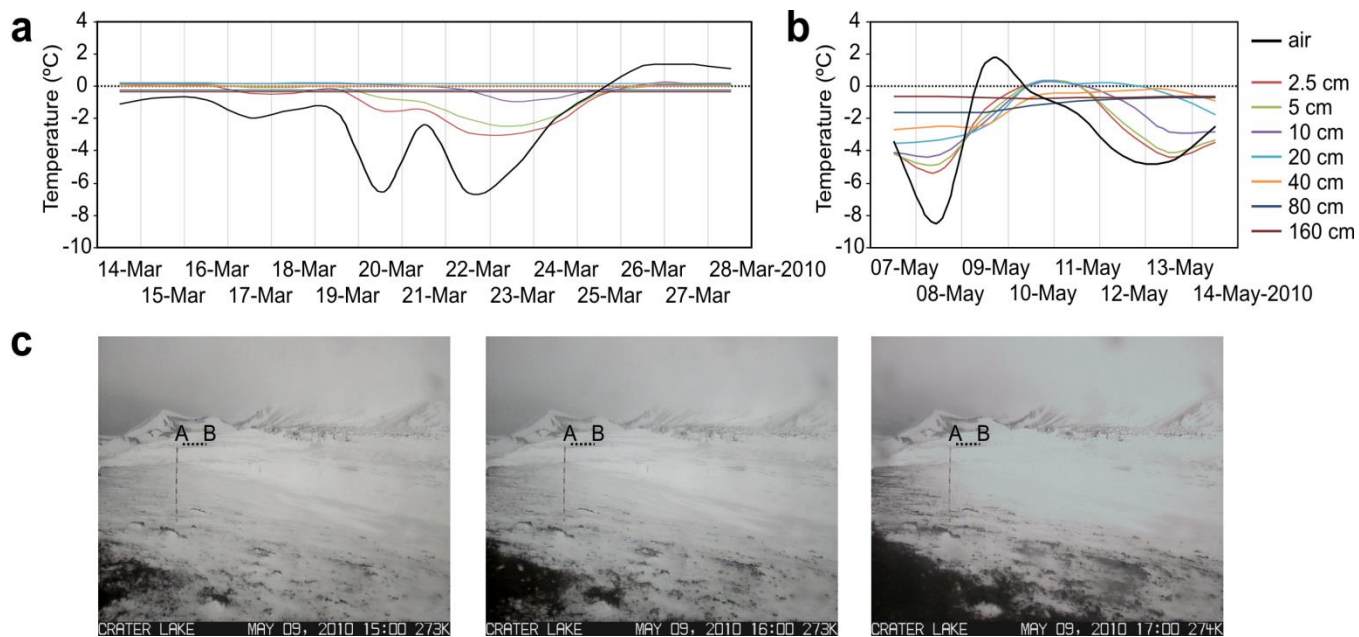 a
b
Temperature (ºC)
4
2
0
-2
-4
-6
-8
-10
14-Mar 16-Mar 18-Mar 20-Mar 22-Mar 24-Mar 26-Mar 28-Mar-2010
15-Mar 17-Mar 19-Mar 21-Mar 23-Mar 25-Mar 27-Mar
Temperature (ºC)
4
2
0
-2
-4
-6
-8
-10
07-May 09-May 11-May 13-May
08-May 10-May 12-May 14-May-2010
air
2.5 cm
5 cm
10 cm
20 cm
40 cm
80 cm
160 cm
c
A B
CRATER LAKE MAY 09, 2010 15:00 273K
A B
CRATER LAKE MAY 09, 2010 16:00 273K
A B
CRATER LAKE MAY 09, 2010 17:00 274K